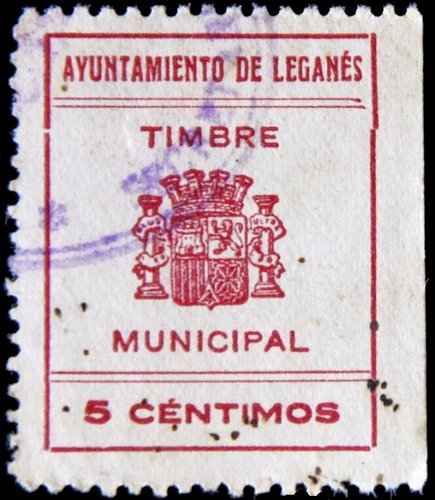 AYUNTAMIENTO DE LEGANÉS
TIMBRE
MUNICIPAL
5 CÉNTIMOS